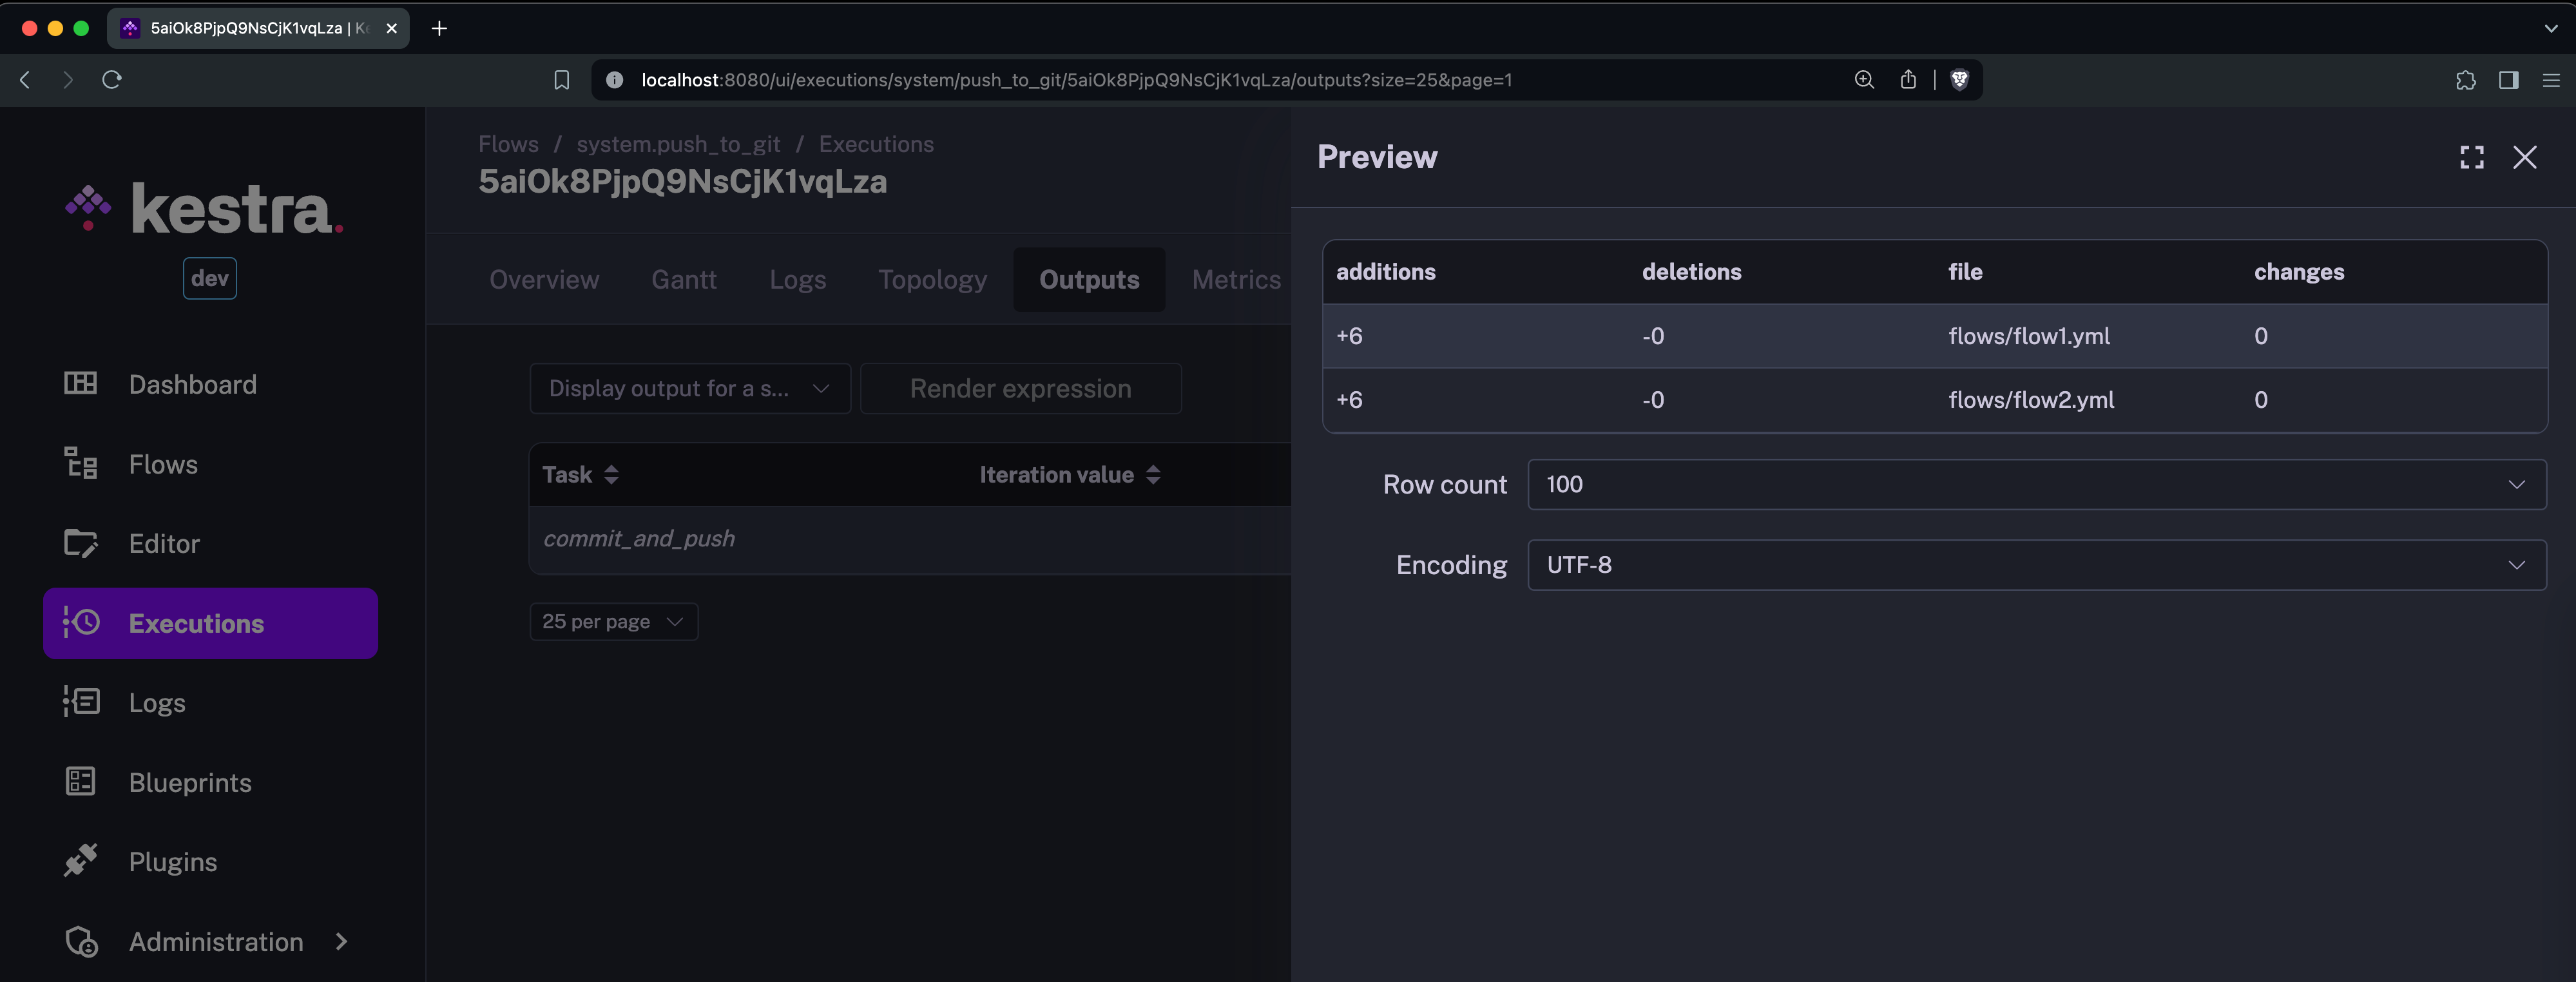 5aiOk8PjpQ9NsCjK1vqLza | Ke
localhost:8080/ui/executions/system/push_to_git/5aiOk8PjpQ9NsCjK1vqLza/outputs?size=25&page=1
kestra.
dev
Dashboard
Flows
Editor
Executions
Logs
Blueprints
Plugins
Administration
Flows / system.push_to_git / Executions
5aiOk8PjpQ9NsCjK1vqLza
Overview Gantt Logs Topology Outputs Metrics
Display output for a s... Render expression
Task Iteration value
commit_and_push
25 per page
Preview
additions deletions file changes
+6 -0 flows/flow1.yml 0
+6 -0 flows/flow2.yml 0
Row count 100
Encoding UTF-8